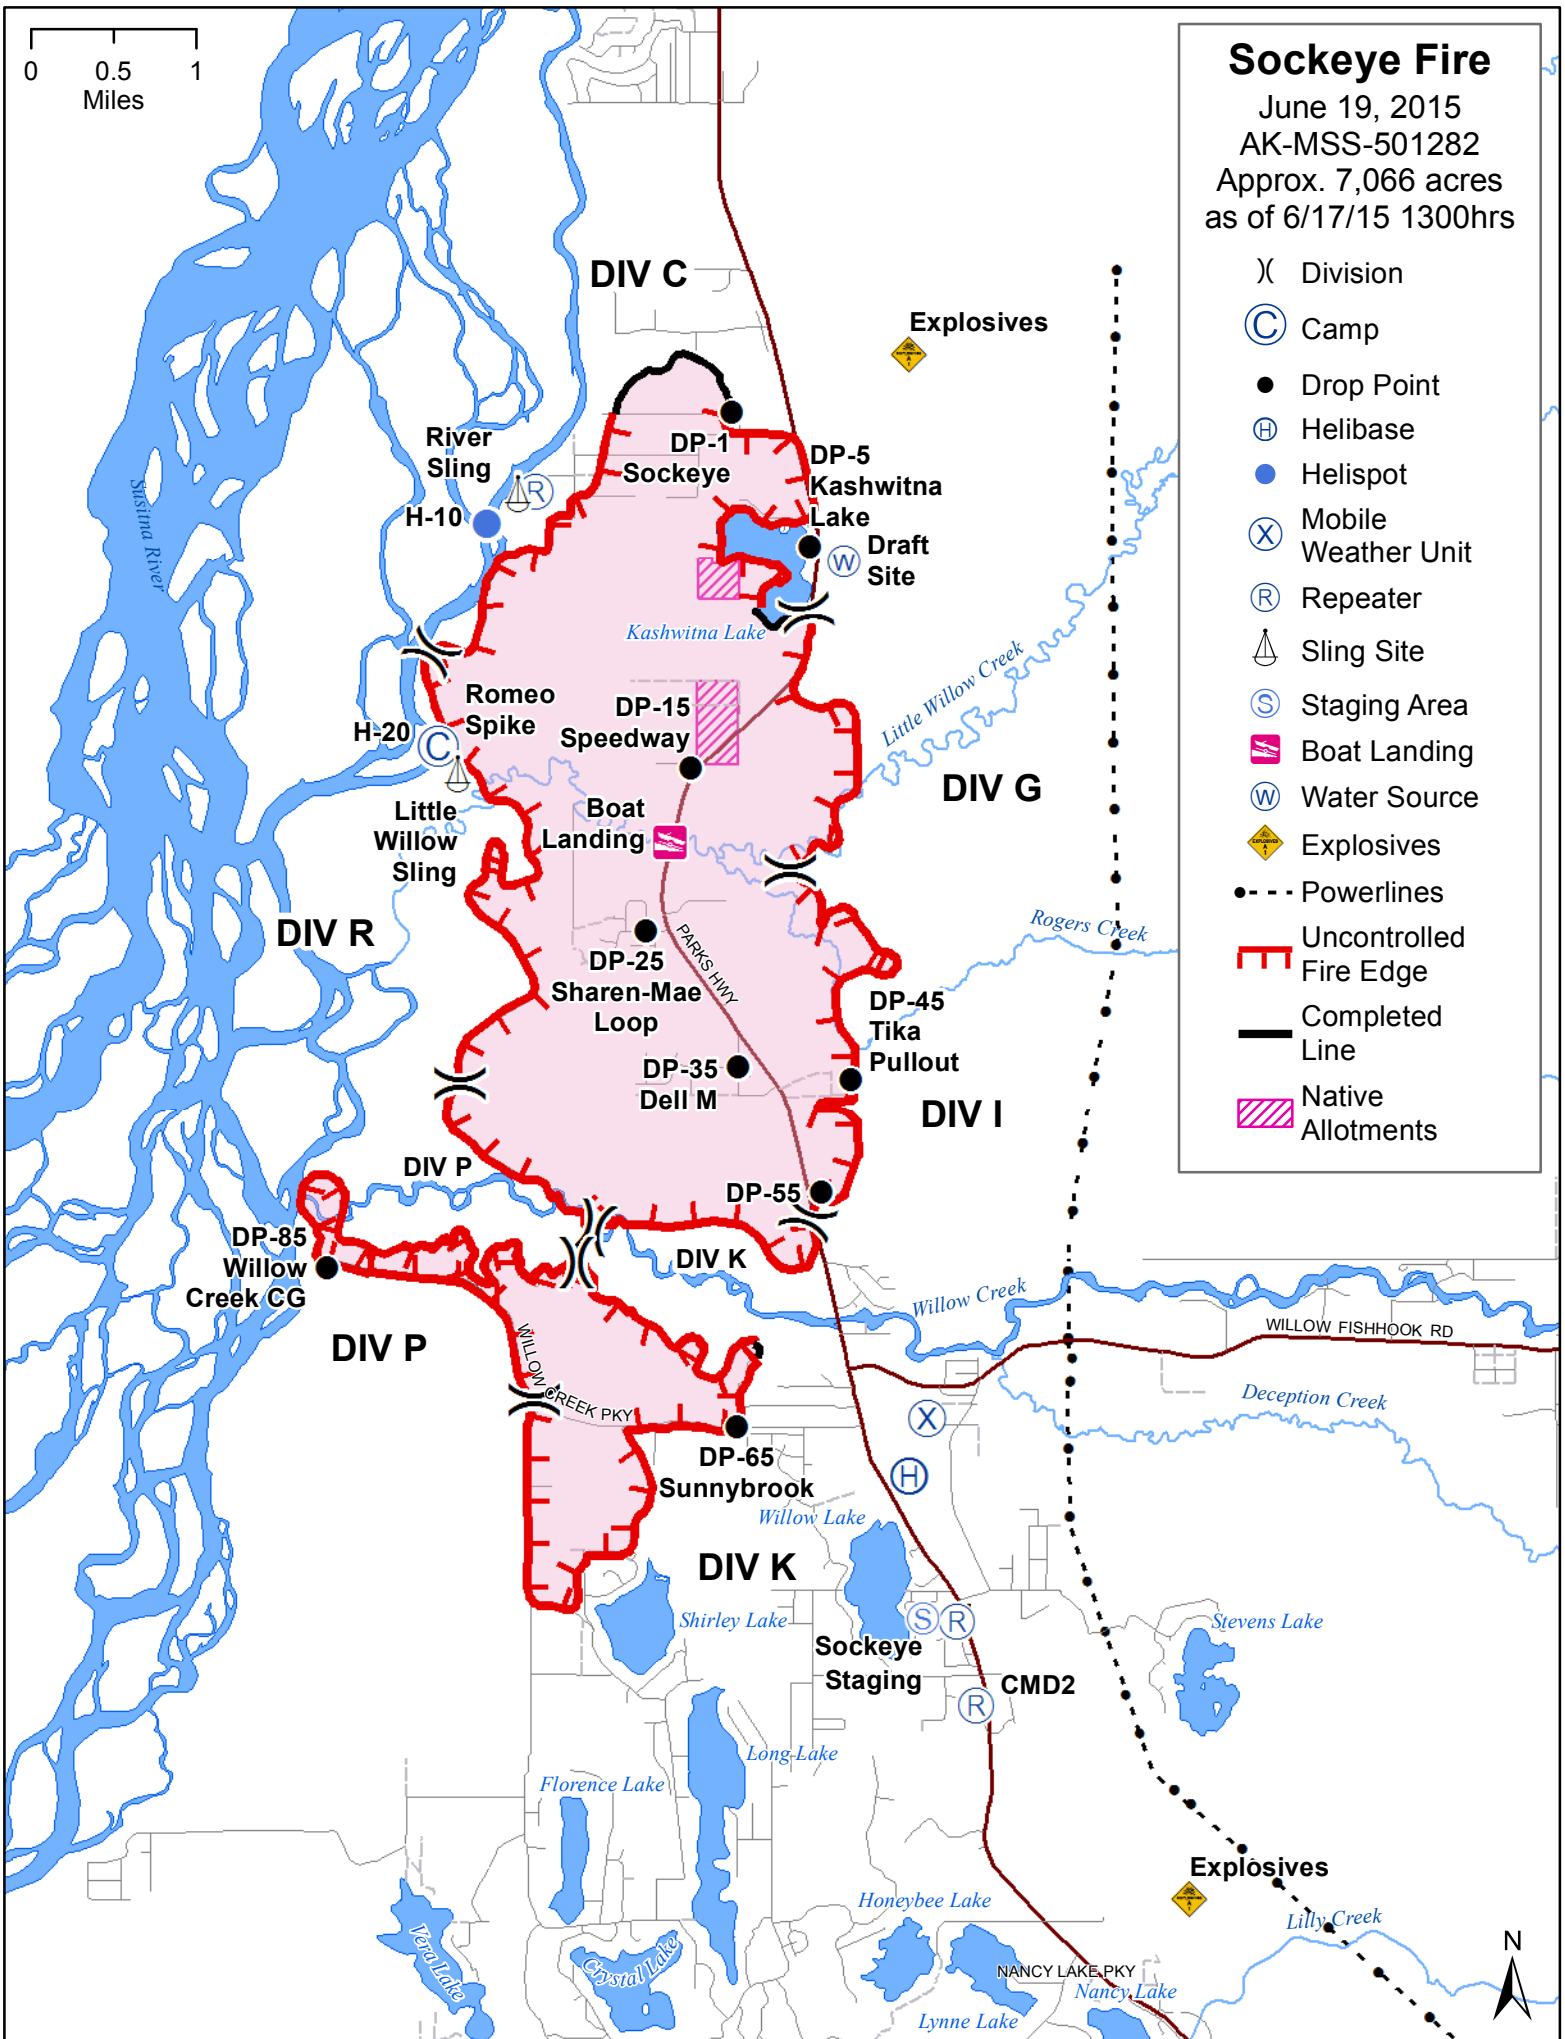 0 0.5 1
Miles
Sockeye Fire
June 19, 2015
AK-MSS-501282
Approx. 7,066 acres
as of 6/17/15 1300hrs
Division
C Camp
Drop Point
H Helibase
Helispot
X Mobile
Weather Unit
R Repeater
Sling Site
S Staging Area
Boat Landing
W Water Source
Explosives
Powerlines
Uncontrolled
Fire Edge
Completed
Line
Native
Allotments
DIV C
Explosives
River
Sling
R
H-10
DP-1
Sockeye
DP-5
Kashwitna
Lake
W
Draft
Site
Susitna River
Kashwitna Lake
Little Willow Creek
Romeo
Spike
H-20
C
DP-15
Speedway
DIV G
Little
Willow
Sling
Boat
Landing
DIV R
Rogers Creek
PARKS HWY
DP-25
Sharen-Mae
Loop
DP-45
Tika
Pullout
DP-35
Dell M
DIV I
DIV P
DP-55
DP-85
Willow
Creek CG
DIV K
Willow Creek
WILLOW FISHHOOK RD
DIV P
WILLOW CREEK PKY
Deception Creek
X
DP-65
Sunnybrook
H
Willow Lake
DIV K
Shirley Lake
S R
Sockeye
Staging
Stevens Lake
CMD2
R
Long Lake
Florence Lake
Explosives
Honeybee Lake
Lilly Creek
Vera Lake
Crystal Lake
NANCY LAKE PKY
Nancy Lake
Lynne Lake
N